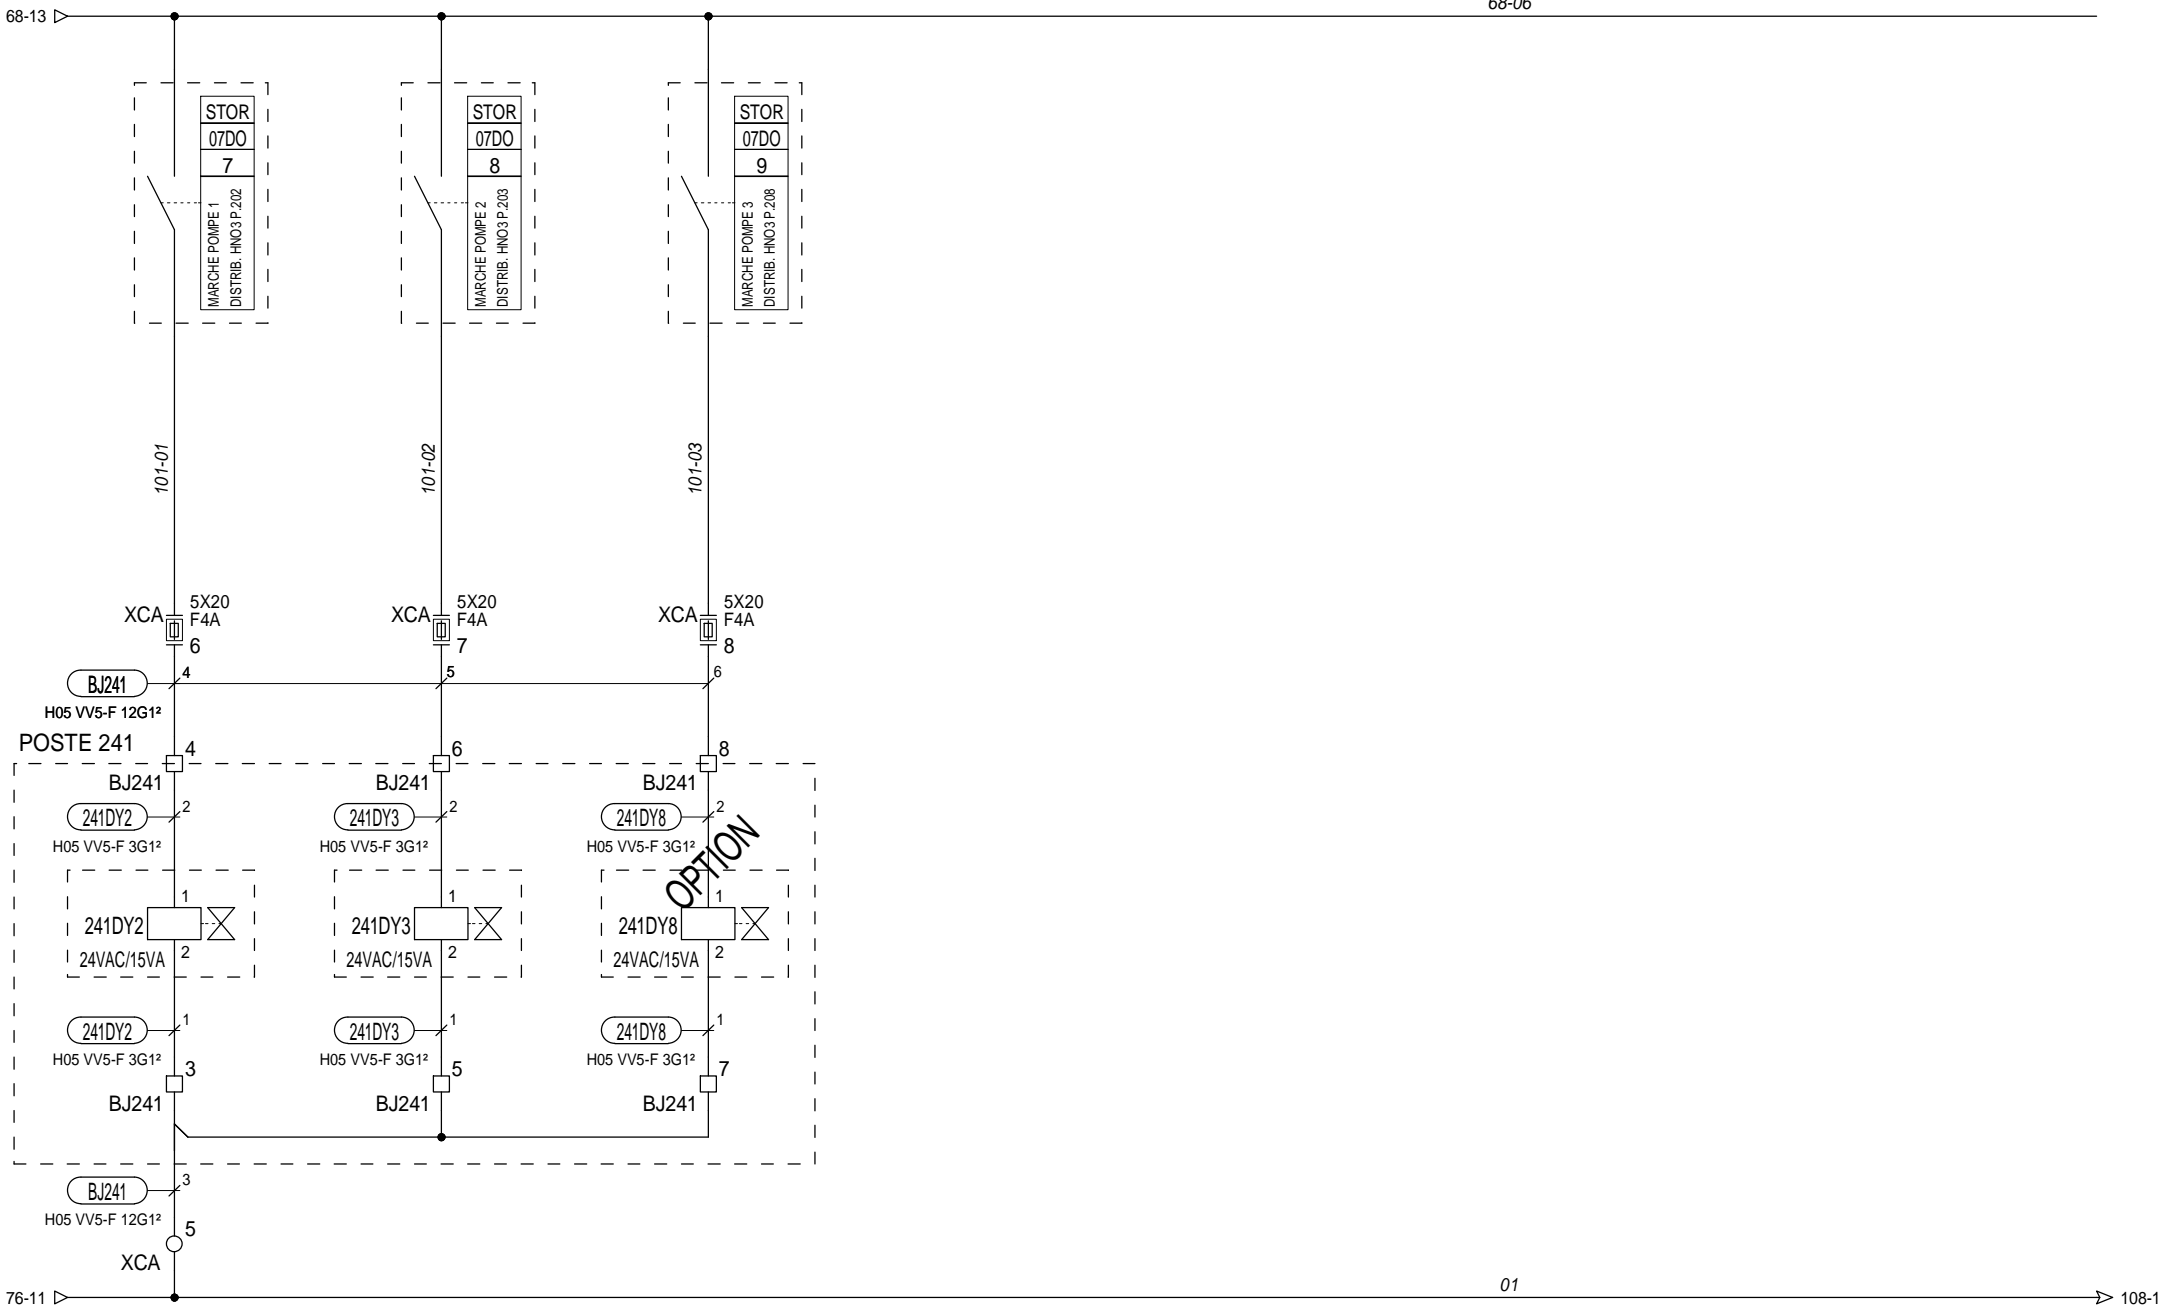 68-13
68-06
STOR
07DO
7
MARCHE POMPE 1
DISTRIB. HNO3 P.202
STOR
07DO
8
MARCHE POMPE 2
DISTRIB. HNO3 P.203
STOR
07DO
9
MARCHE POMPE 3
DISTRIB. HNO3 P.208
101-01
101-02
101-03
XCA
5X20
F4A
6
XCA
5X20
F4A
7
XCA
5X20
F4A
8
BJ241
4
5
6
H05 VV5-F 12G1²
POSTE 241
4
6
8
BJ241
BJ241
BJ241
241DY2
2
241DY3
2
241DY8
2
H05 VV5-F 3G1²
H05 VV5-F 3G1²
H05 VV5-F 3G1²
OPTION
1
1
1
241DY2
241DY3
241DY8
24VAC/15VA
2
24VAC/15VA
2
24VAC/15VA
2
241DY2
1
241DY3
1
241DY8
1
H05 VV5-F 3G1²
H05 VV5-F 3G1²
H05 VV5-F 3G1²
3
5
7
BJ241
BJ241
BJ241
BJ241
3
H05 VV5-F 12G1²
5
XCA
76-11
01
108-1